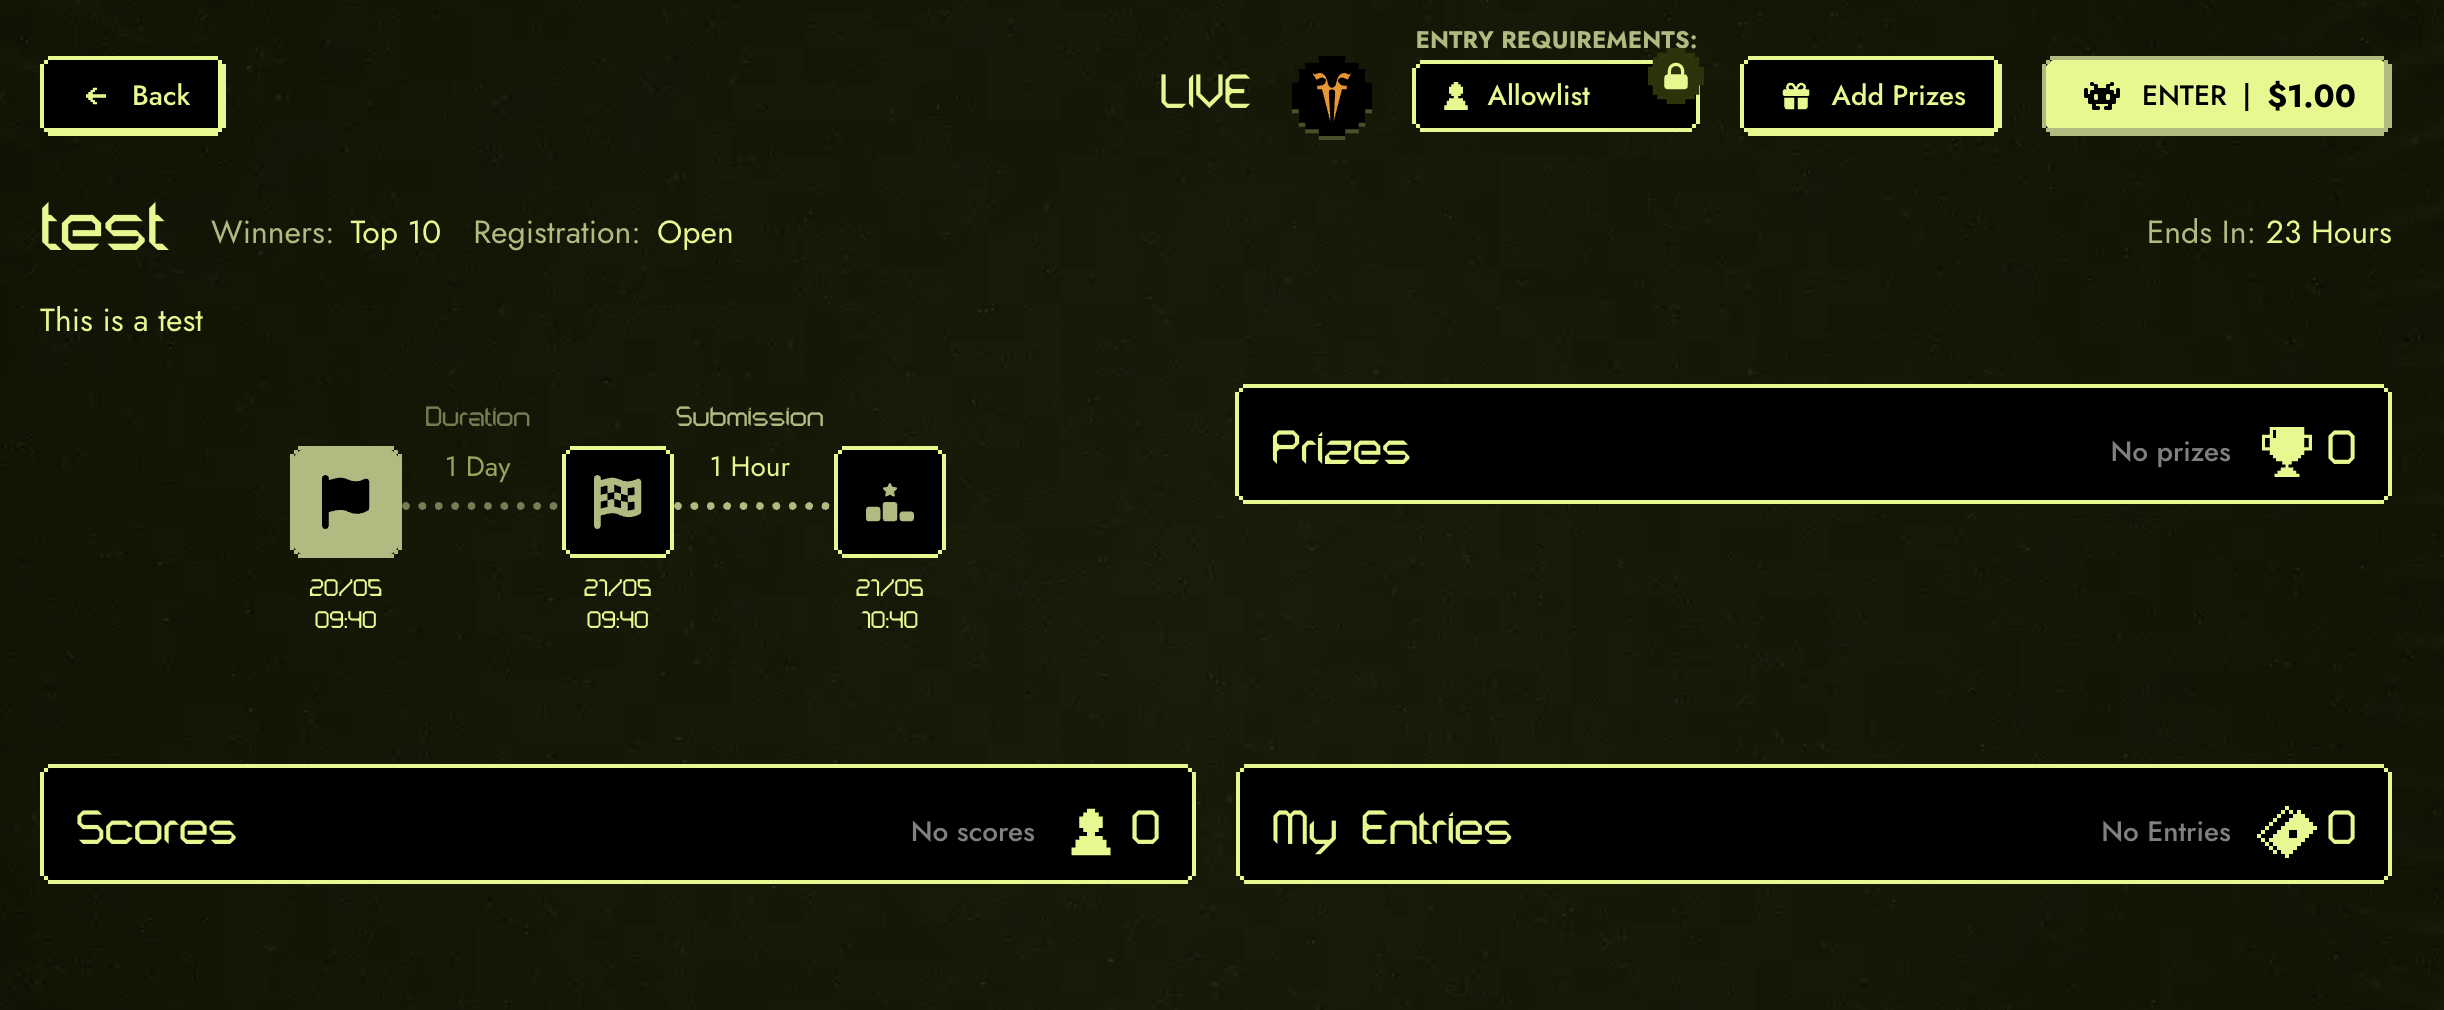 Back
LIVE
ENTRY REQUIREMENTS:
Allowlist
Add Prizes
ENTER | $1.00
test
Winners: Top 10
Registration: Open
Ends In: 23 Hours
This is a test
Duration
1 Day
Submission
1 Hour
20/05
09:40
21/05
09:40
21/05
10:40
Prizes
No prizes
0
Scores
No scores
0
My Entries
No Entries
0